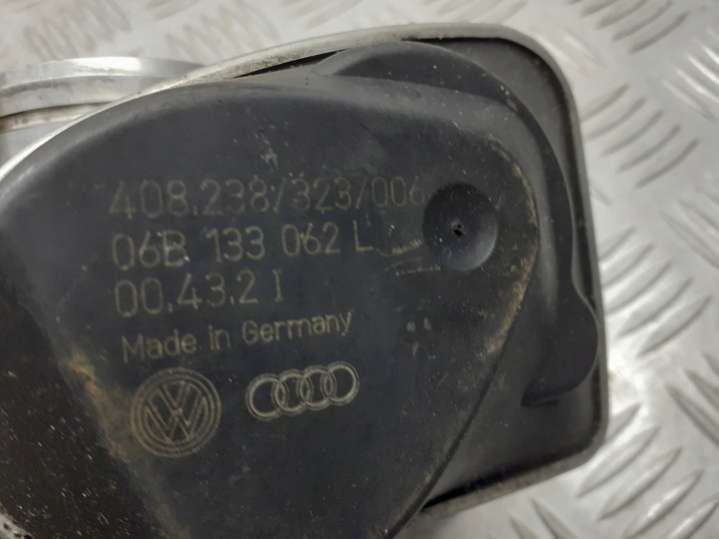 408.238/323/006
06B 133 062 L
00.43.2 I
Made in Germany